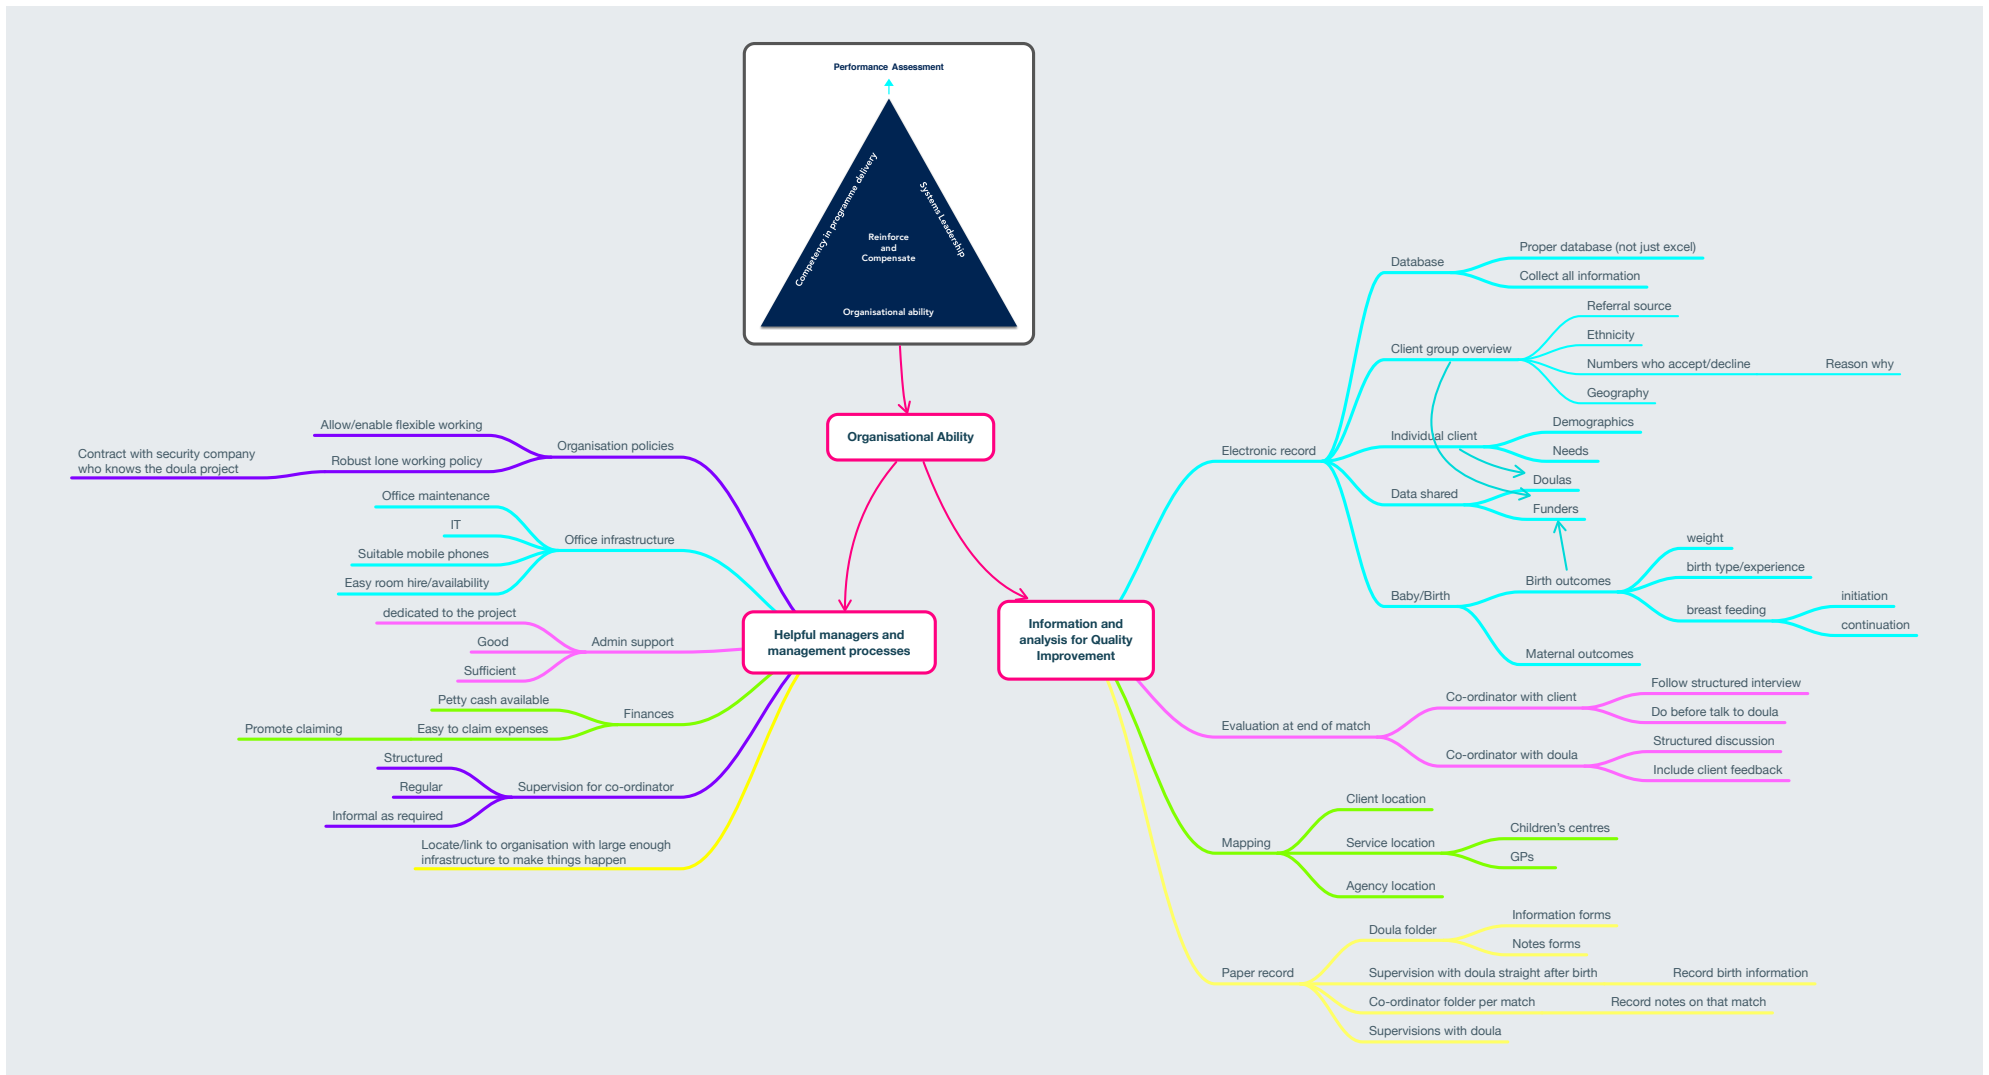 Performance Assessment
Competency in programme delivery
Systems Leadership
Reinforce
and
Compensate
Organisational ability
Organisational Ability
Helpful managers and
management processes
Organisation policies
Allow/enable flexible working
Robust lone working policy
Contract with security company
who knows the doula project
Office infrastructure
Office maintenance
IT
Suitable mobile phones
Easy room hire/availability
Admin support
dedicated to the project
Good
Sufficient
Finances
Petty cash available
Easy to claim expenses
Promote claiming
Supervision for co-ordinator
Structured
Regular
Informal as required
Locate/link to organisation with large enough
infrastructure to make things happen
Information and
analysis for Quality
Improvement
Electronic record
Database
Proper database (not just excel)
Collect all information
Client group overview
Referral source
Ethnicity
Numbers who accept/decline
Reason why
Geography
Individual client
Demographics
Needs
Data shared
Doulas
Funders
Baby/Birth
Birth outcomes
weight
birth type/experience
breast feeding
initiation
continuation
Maternal outcomes
Evaluation at end of match
Co-ordinator with client
Follow structured interview
Do before talk to doula
Co-ordinator with doula
Structured discussion
Include client feedback
Mapping
Client location
Service location
Children's centres
GPs
Agency location
Paper record
Doula folder
Information forms
Notes forms
Supervision with doula straight after birth
Record birth information
Co-ordinator folder per match
Record notes on that match
Supervisions with doula